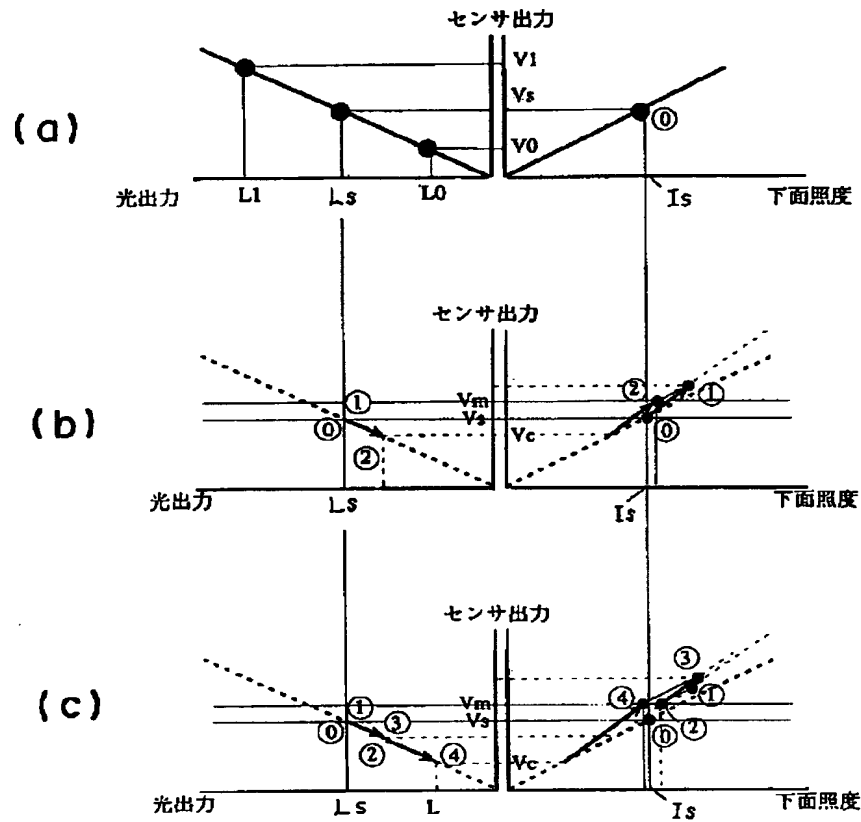 センサ出力
V1
Vs
(a)
⓪
V0
光出力 L1 Ls L0 Is 下面照度
センサ出力
② ①
Vm
①
(b)
Vs
⓪ ⓪
Vc
②
光出力 Ls Is 下面照度
センサ出力
③
④ ①
Vm
① ③
(c)
Vs
⓪ ⓪ ②
② ④
Vc
光出力 Ls L Is 下面照度